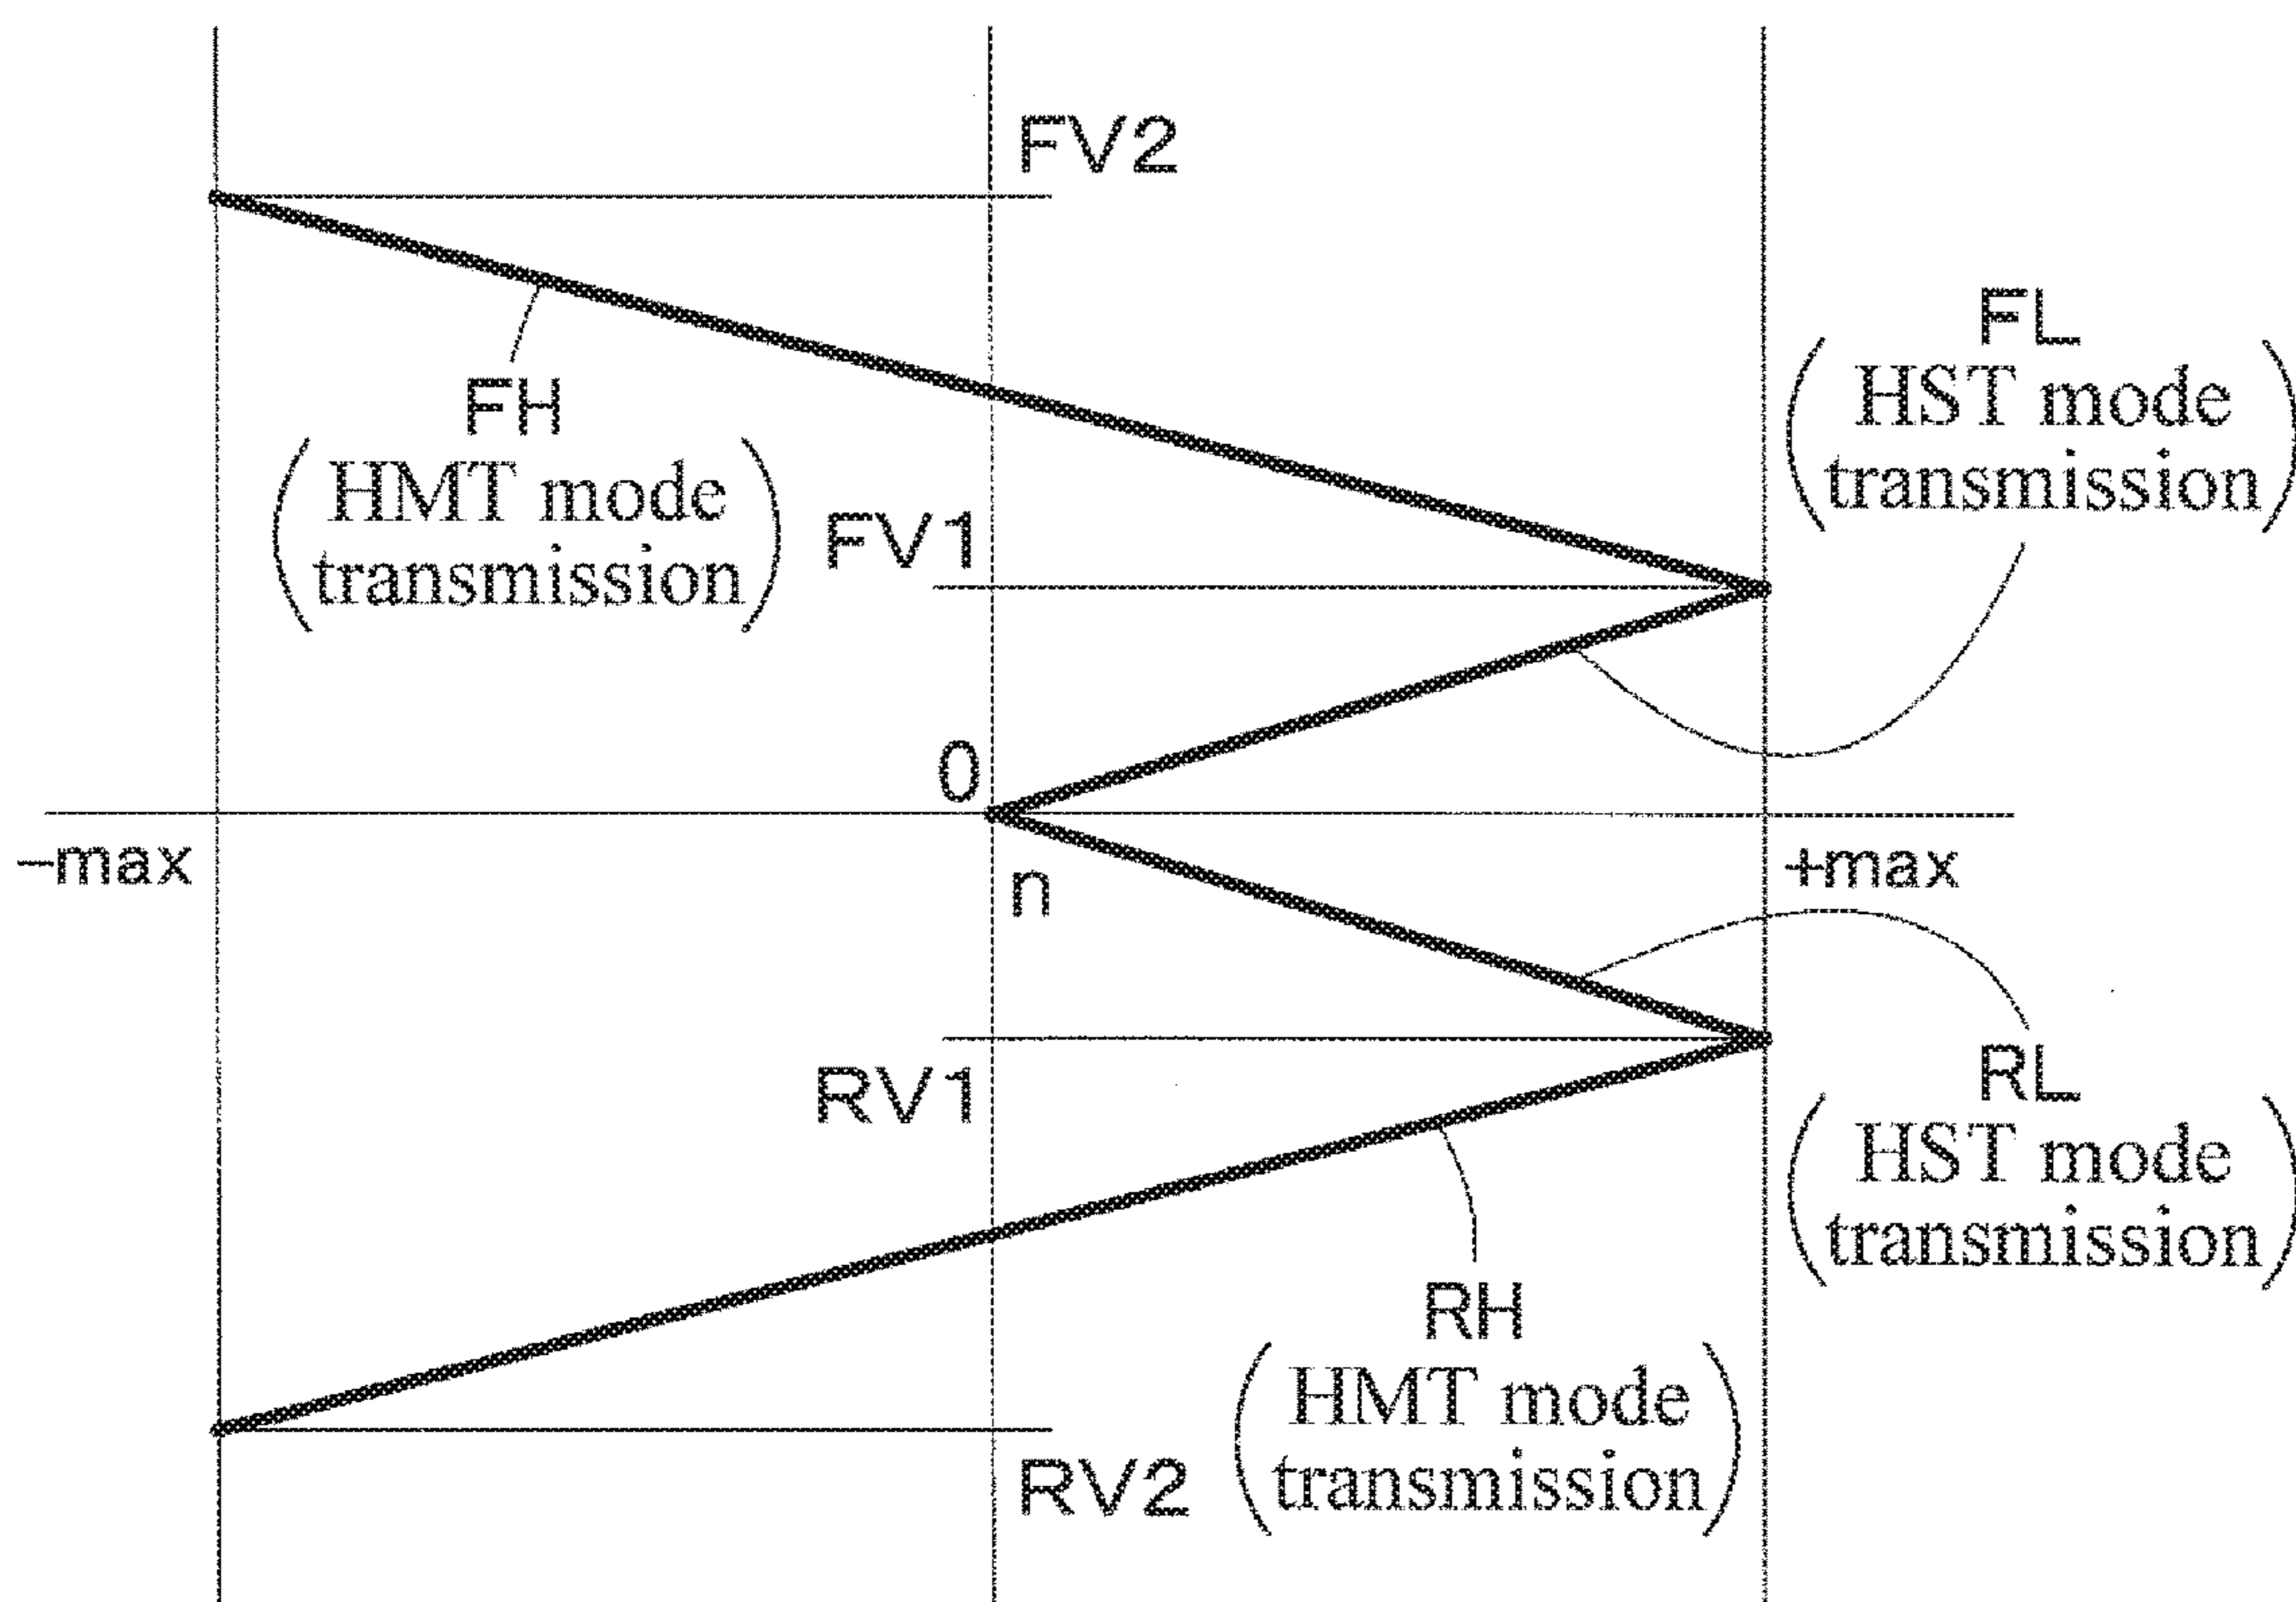 FV2
FH
HMT mode
transmission
FV1
FL
HST mode
transmission
0
-max
n
+max
RV1
RL
HST mode
transmission
RH
HMT mode
transmission
RV2